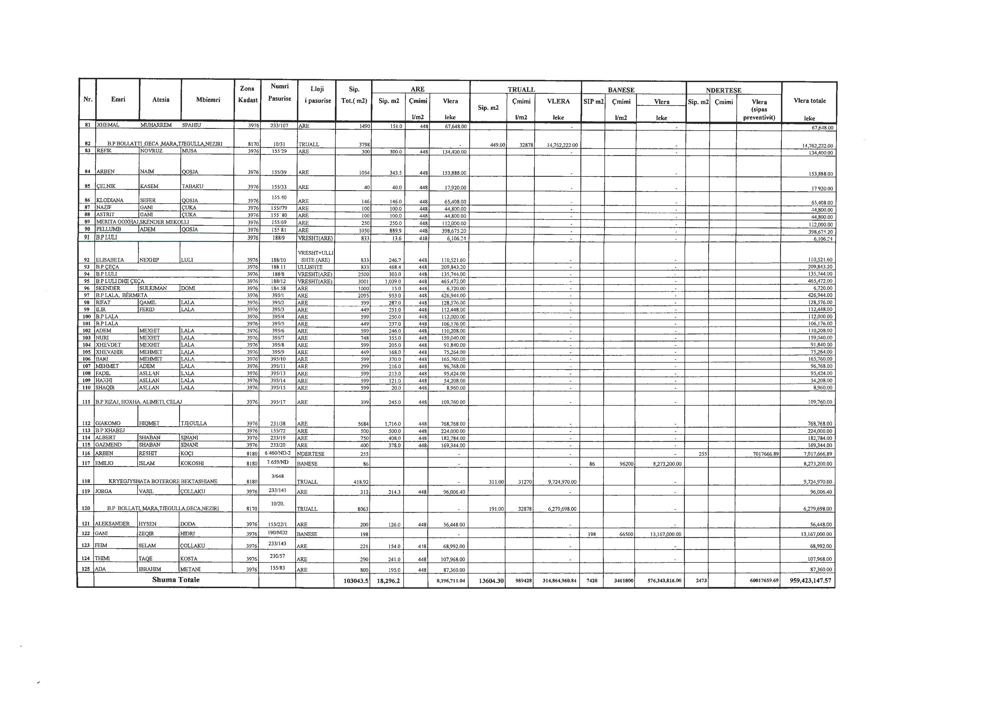 Nr. Emri Atesia Mbiemri Zona Kadast Numri Pasurise Lloji i pasurise Sip. Tot.( m2) ARE TRUALL BANESE NDERTESE Vlera totale leke
Sip. m2 Çmimi l/m2 Vlera leke Sip. m2 Çmimi l/m2 VLERA leke SIP m2 Çmimi l/m2 Vlera leke Sip. m2 Çmimi Vlera (sipas preventivit)
81 XHEMAL MUHARREM SPAHIU 3976 233/107 ARE 1490 151.0 448 67,648.00 - - 67,648.00
82 B.P BOLLATTI ,GECA ,MARA,TJEGULLA,NEZIRI 8170 10/31 TRUALL 3798 - 449.00 32878 14,762,222.00 - 14,762,222.00
83 REFIK NOVRUZ MUSA 3976 155/29 ARE 300 300.0 448 134,400.00 - - 134,400.00
84 ARBEN NAIM QOSJA 3976 155/39 ARE 1054 343.5 448 153,888.00 - - 153,888.00
85 ÇELNIK KASEM TABAKU 3976 155/33 ARE 40 40.0 448 17,920.00 - - 17 920.00
86 KLODIANA SEFER QOSJA 3976 155/40 ARE 146 146.0 448 65,408.00 - - 65,408.00
87 NAZIF GANI ÇUKA 3976 155//79 ARE 100 100.0 448 44,800.00 - - 44,800.00
88 ASTRIT GANI ÇUKA 3976 155/80 ARE 100 100.0 448 44,800.00 - - 44,800.00
89 MERITA GOXHAJ,SKENDER MEKOLLI 3976 155/69 ARE 250 250.0 448 112,000.00 - - 112,000.00
90 PELLUMB ADEM QOSJA 3976 155/81 ARE 1050 889.9 448 398,675.20 - - 398,675.20
91 B.P LULI 3976 188/9 VRESHT(ARE) 833 13.6 448 6,106.24 - - 6,106.24
92 ELISABETA NEXHIP LULI 3976 188/10 VRESHT+ULLI SHTE (ARE) 833 246.7 448 110,521.60 - - 110,521.60
93 B.P ÇEÇA 3976 188/11 ULLISHTE 833 468.4 448 209,843.20 - - 209,843.20
94 B.P LULI 3976 188/8 VRESHT(ARE) 2500 303.0 448 135,744.00 - - 135,744.00
95 B.P LULI DHE ÇEÇA 3976 188/12 VRESHT(ARE) 3001 1,039.0 448 465,472.00 - - 465,472.00
96 SKENDER SULEJMAN DOMI 3976 184/58 ARE 1000 15.0 448 6,720.00 - - 6,720.00
97 B.P LALA, BËRMETA 3976 395/1 ARE 2095 953.0 448 426,944.00 - - 426,944.00
98 RIFAT QAMIL LALA 3976 395/2 ARE 599 287.0 448 128,576.00 - - 128,576.00
99 ILIR FERID LALA 3976 395/3 ARE 449 251.0 448 112,448.00 - - 112,448.00
100 B.P LALA 3976 395/4 ARE 599 250.0 448 112,000.00 - - 112,000.00
101 B.P LALA 3976 395/5 ARE 449 237.0 448 106,176.00 - - 106,176.00
102 ADEM MEXHIT LALA 3976 395/6 ARE 599 246.0 448 110,208.00 - - 110,208.00
103 NURI MEXHIT LALA 3976 395/7 ARE 748 355.0 448 159,040.00 - - 159,040.00
104 XHEVDET MEXHIT LALA 3976 395/8 ARE 599 205.0 448 91,840.00 - - 91,840.00
105 XHEVAHIR MEHMET LALA 3976 395/9 ARE 449 168.0 448 75,264.00 - - 75,264.00
106 BARI MEHMET LALA 3976 395/10 ARE 599 370.0 448 165,760.00 - - 165,760.00
107 MEHMET ADEM LALA 3976 395/11 ARE 299 216.0 448 96,768.00 - - 96,768.00
108 FADIL ASLLAN LALA 3976 395/13 ARE 599 213.0 448 95,424.00 - - 95,424.00
109 HAXHI ASLLAN LALA 3976 395/14 ARE 599 121.0 448 54,208.00 - - 54,208.00
110 SHAQIR ASLLAN LALA 3976 395/15 ARE 599 20.0 448 8,960.00 - - 8,960.00
111 B.P RIZAJ, HOXHA, ALIMETI, CELAJ 3976 395/17 ARE 399 245.0 448 109,760.00 - - 109,760.00
112 GIAKOMO HIQMET TJEGULLA 3976 231/38 ARE 5684 1,716.0 448 768,768.00 - - 768,768.00
113 B.P XHABEJ 3976 155/72 ARE 500 500.0 448 224,000.00 - - 224,000.00
114 ALBERT SHABAN SINANI 3976 233/19 ARE 750 408.0 448 182,784.00 - - 182,784.00
115 GAZMEND SHABAN SINANI 3976 233/20 ARE 400 378.0 448 169,344.00 - - 169,344.00
116 ARBEN RESHIT KOÇI 8180 6/460/ND-2 NDERTESE 255 - - - 255 7017666.89 7,017,666.89
117 EMILIO ISLAM KOKOSHI 8180 7/659/ND BANESE 86 - - 86 96200 8,273,200.00 8,273,200.00
118 KRYEGJYSHATA BOTERORE BEKTASHIANE 8180 3/648 TRUALL 418.92 - 311.00 31270 9,724,970.00 - 9,724,970.00
119 JORGA VASIL ÇOLLAKU 3976 233/141 ARE 313 214.3 448 96,006.40 - - 96,006.40
120 B.P BOLLATI, MARA,TJEGULLA,GECA,NEZIRI 8170 10/20, TRUALL 8063 - 191.00 32878 6,279,698.00 - 6,279,698.00
121 ALEKSANDER HYSEN DODA 3976 155/22/1 ARE 200 126.0 448 56,448.00 - - 56,448.00
122 GANI ZEQIR HIDRI 3976 190/ND2 BANESE 198 - - 198 66500 13,167,000.00 13,167,000.00
123 FEIM SELAM ÇOLLAKU 3976 233/143 ARE 221 154.0 448 68,992.00 - - 68,992.00
124 THIMI TAQE KOSTA 3976 230/57 ARE 290 241.0 448 107,968.00 - - 107,968.00
125 ADA IBRAHIM METANI 3976 155/83 ARE 800 195.0 448 87,360.00 87,360.00
Shuma Totale 103043.5 18,296.2 8,196,711.04 13604.30 989428 314,864,960.84 7420 3461800 576,343,816.00 2473 60017659.69 959,423,147.57